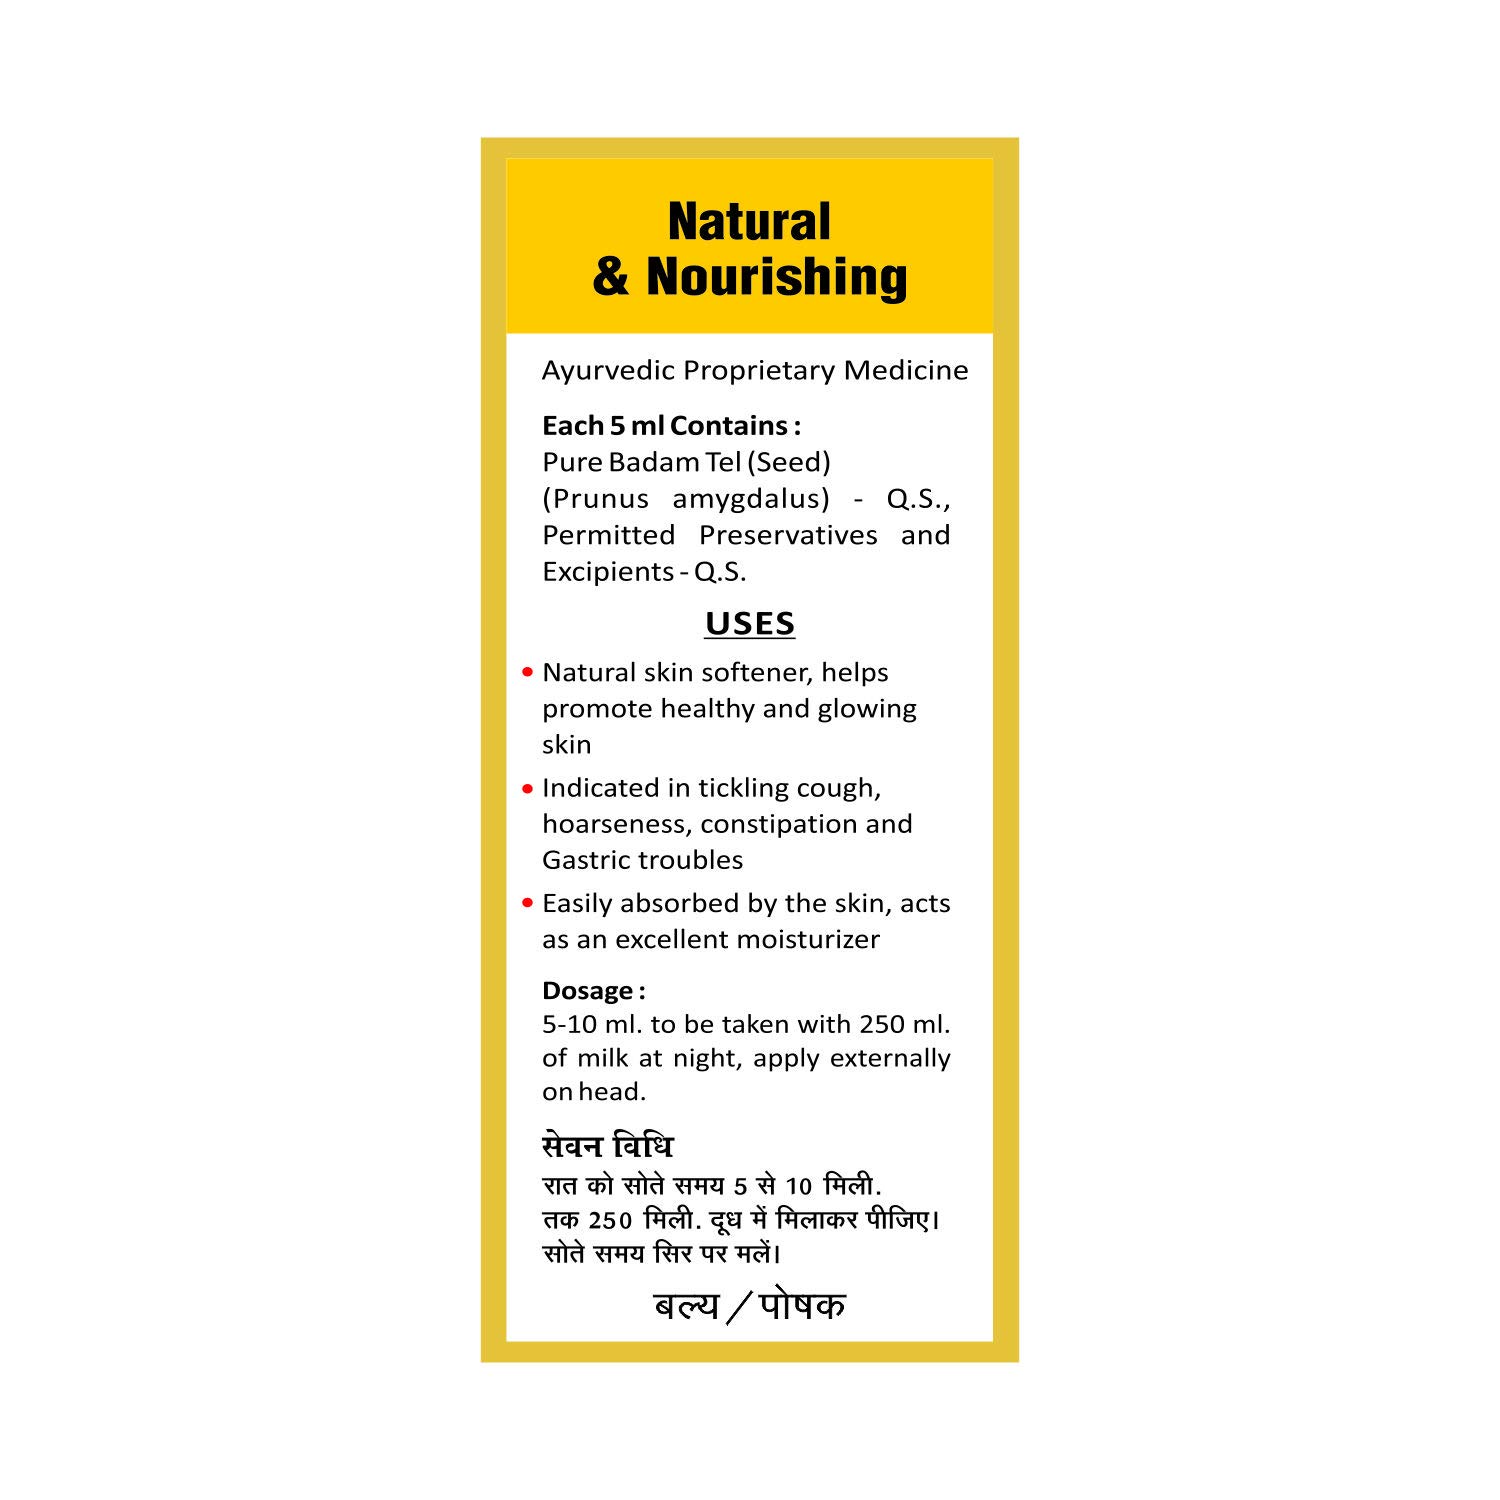 Natural
& Nourishing
Ayurvedic Proprietary Medicine
Each 5 ml Contains :
Pure Badam Tel (Seed)
(Prunus amygdalus) - Q.S.,
Permitted Preservatives and
Excipients - Q.S.
USES
• Natural skin softener, helps
promote healthy and glowing
skin
• Indicated in tickling cough,
hoarseness, constipation and
Gastric troubles
• Easily absorbed by the skin, acts
as an excellent moisturizer
Dosage :
5-10 ml. to be taken with 250 ml.
of milk at night, apply externally
on head.
सेवन विधि
रात को सोते समय 5 से 10 मिली.
तक 250 मिली. दूध में मिलाकर पीजिए।
सोते समय सिर पर मलें।
बल्य / पोषक